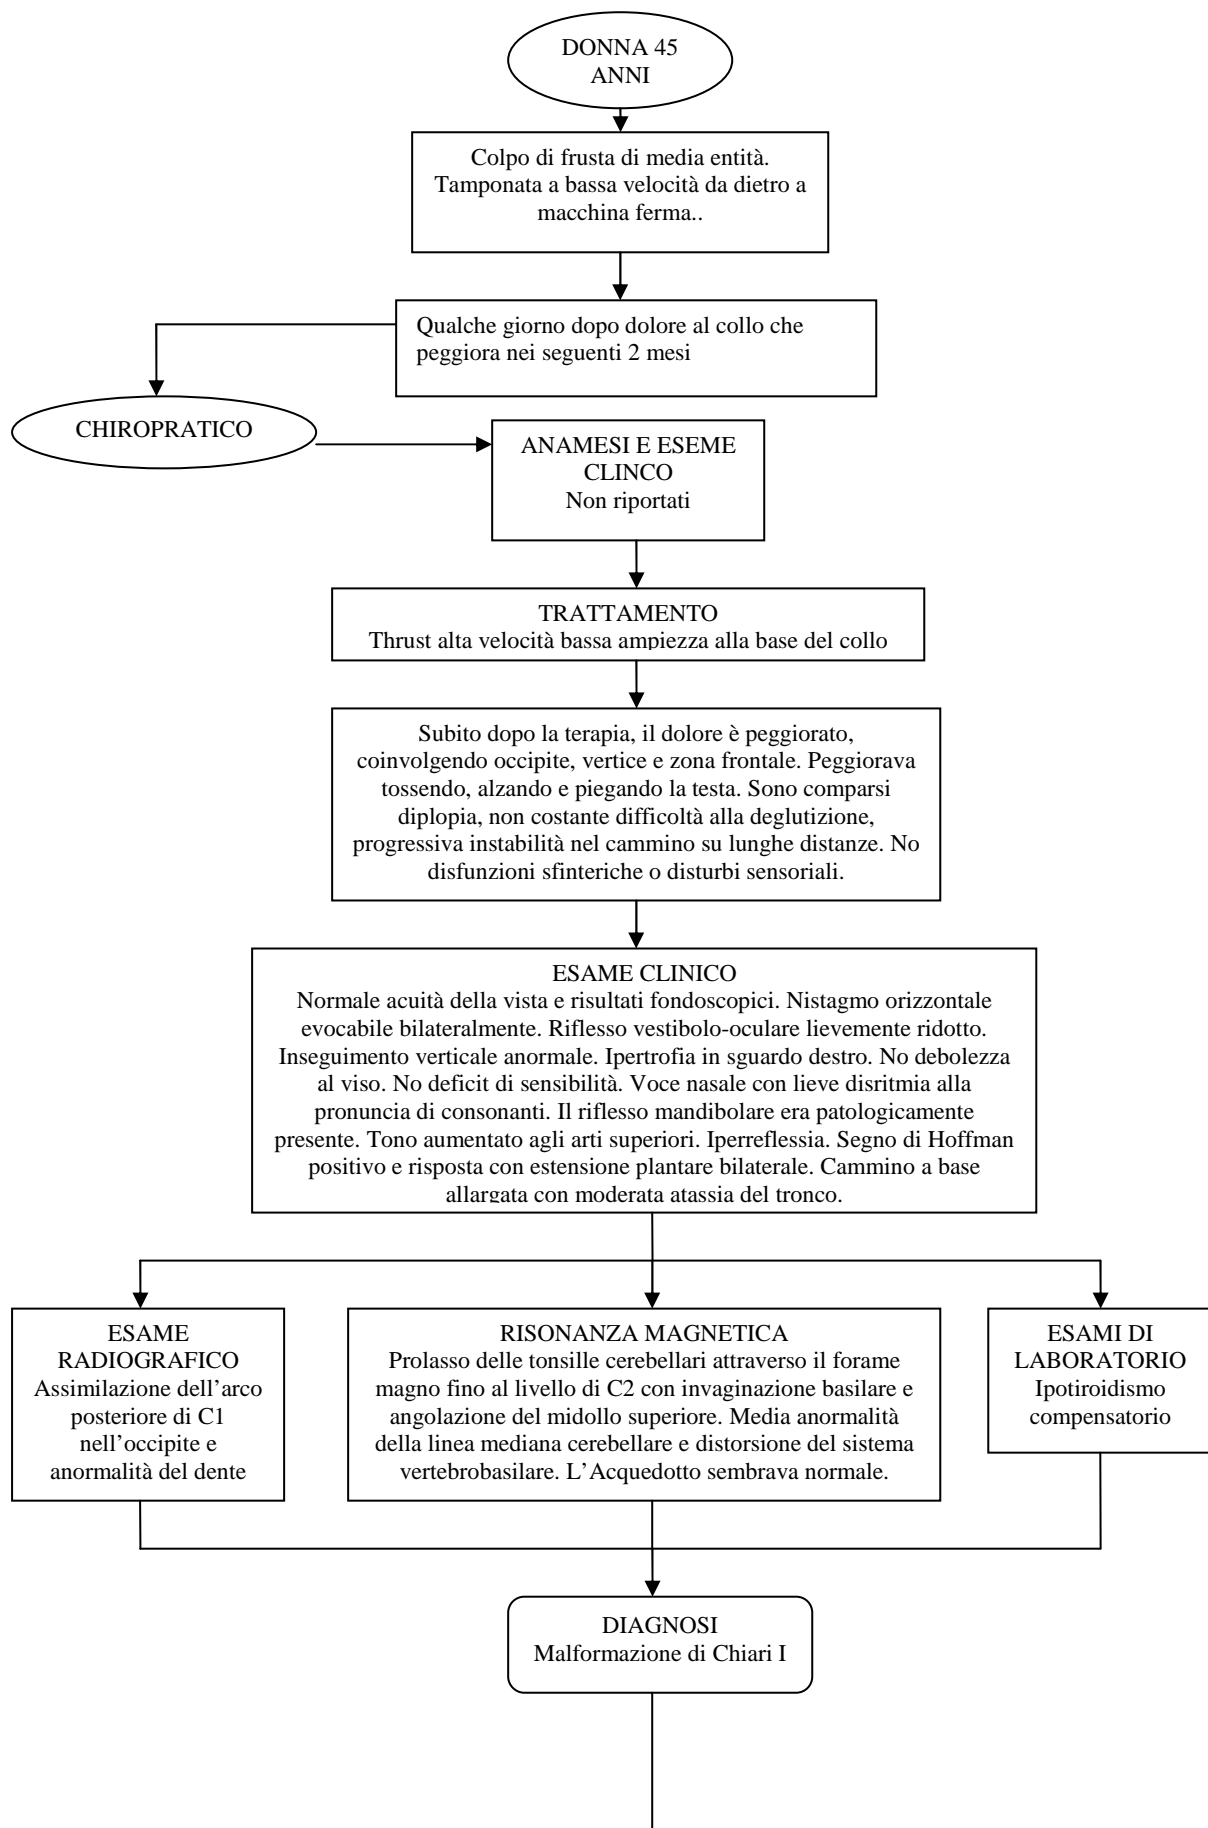 DONNA 45
ANNI
Colpo di frusta di media entità.
Tamponata a bassa velocità da dietro a
macchina ferma..
Qualche giorno dopo dolore al collo che
peggiora nei seguenti 2 mesi
CHIROPRATICO
ANAMESI E ESEME
CLINCO
Non riportati
TRATTAMENTO
Thrust alta velocità bassa ampiezza alla base del collo
Subito dopo la terapia, il dolore è peggiorato,
coinvolgendo occipite, vertice e zona frontale. Peggiorava
tossendo, alzando e piegando la testa. Sono comparsi
diplopia, non costante difficoltà alla deglutizione,
progressiva instabilità nel cammino su lunghe distanze. No
disfunzioni sfinteriche o disturbi sensoriali.
ESAME CLINICO
Normale acuità della vista e risultati fondoscopici. Nistagmo orizzontale
evocabile bilateralmente. Riflesso vestibolo-oculare lievemente ridotto.
Inseguimento verticale anormale. Ipertrofia in sguardo destro. No debolezza
al viso. No deficit di sensibilità. Voce nasale con lieve disritmia alla
pronuncia di consonanti. Il riflesso mandibolare era patologicamente
presente. Tono aumentato agli arti superiori. Iperreflessia. Segno di Hoffman
positivo e risposta con estensione plantare bilaterale. Cammino a base
allargata con moderata atassia del tronco.
ESAME
RADIOGRAFICO
Assimilazione dell’arco
posteriore di C1
nell’occipite e
anormalità del dente
RISONANZA MAGNETICA
Prolasso delle tonsille cerebellari attraverso il forame
magno fino al livello di C2 con invaginazione basilare e
angolazione del midollo superiore. Media anormalità
della linea mediana cerebellare e distorsione del sistema
vertebrobasilare. L’Acquedotto sembrava normale.
ESAMI DI
LABORATORIO
Ipotiroidismo
compensatorio
DIAGNOSI
Malformazione di Chiari I